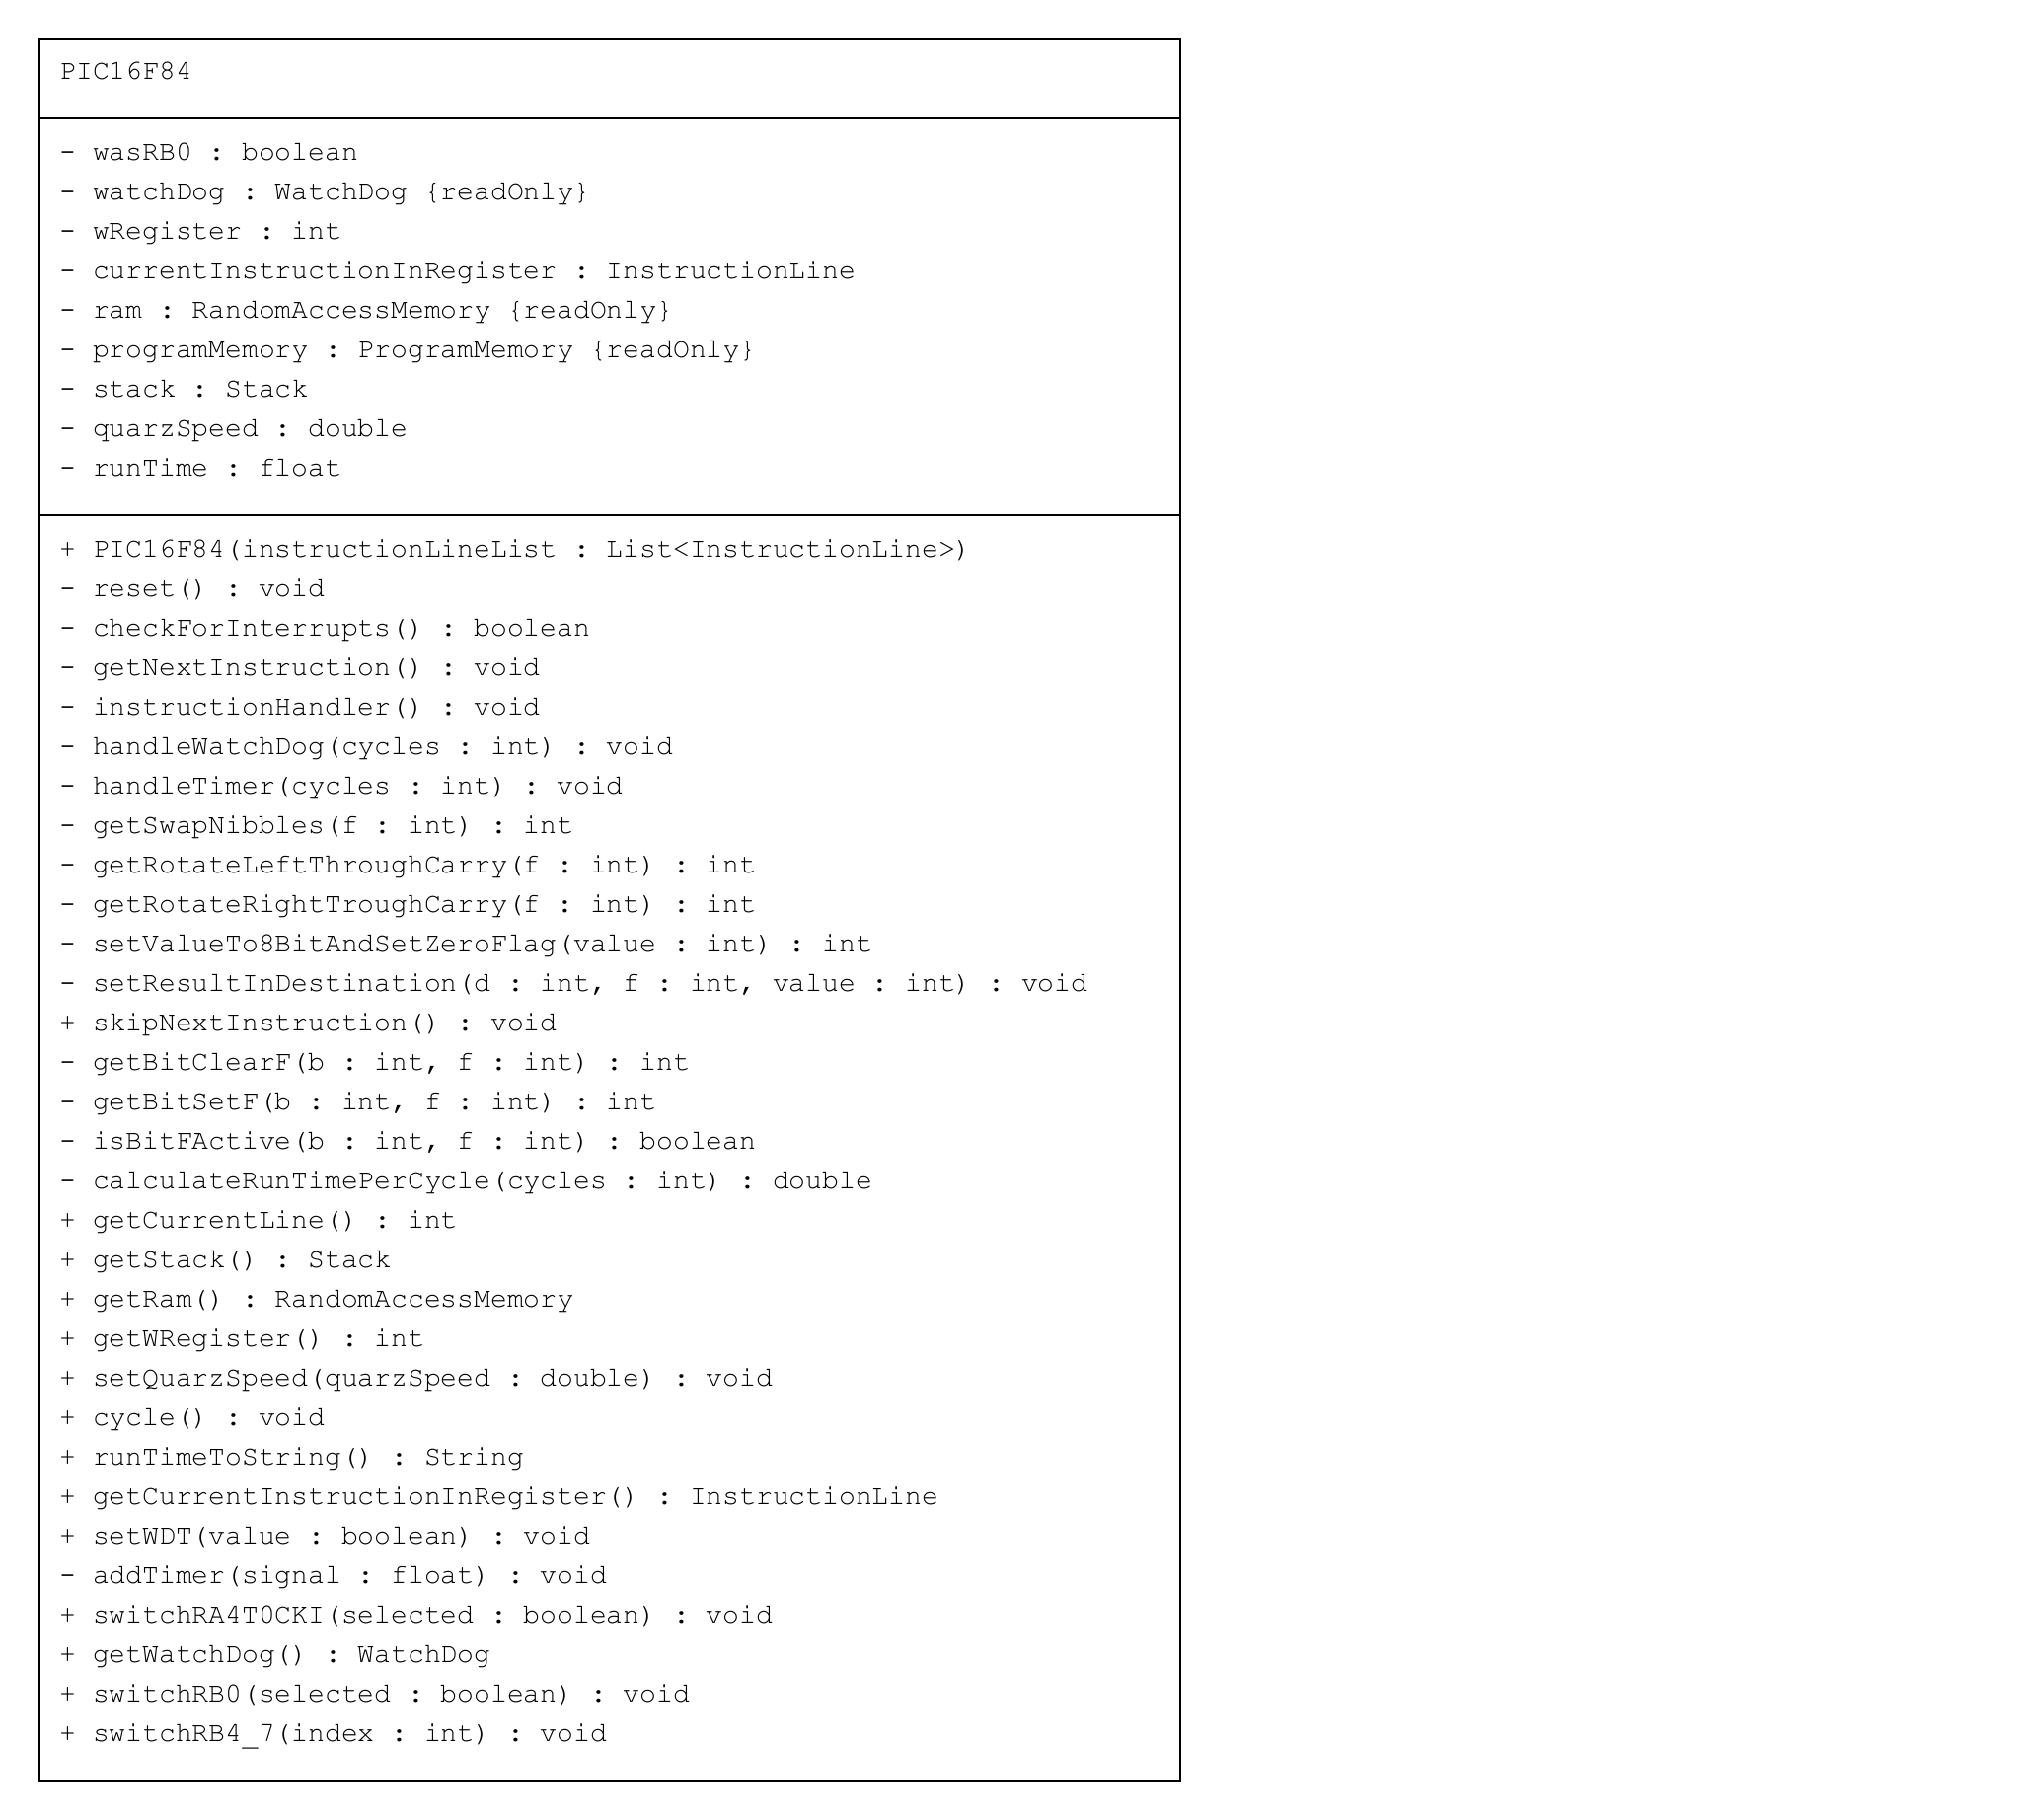 PIC16F84
- wasRB0 : boolean
- watchDog : WatchDog {readOnly}
- wRegister : int
- currentInstructionInRegister : InstructionLine
- ram : RandomAccessMemory {readOnly}
- programMemory : ProgramMemory {readOnly}
- stack : Stack
- quarzSpeed : double
- runTime : float
+ PIC16F84(instructionLineList : List<InstructionLine>)
- reset() : void
- checkForInterrupts() : boolean
- getNextInstruction() : void
- instructionHandler() : void
- handleWatchDog(cycles : int) : void
- handleTimer(cycles : int) : void
- getSwapNibbles(f : int) : int
- getRotateLeftThroughCarry(f : int) : int
- getRotateRightTroughCarry(f : int) : int
- setValueTo8BitAndSetZeroFlag(value : int) : int
- setResultInDestination(d : int, f : int, value : int) : void
+ skipNextInstruction() : void
- getBitClearF(b : int, f : int) : int
- getBitSetF(b : int, f : int) : int
- isBitFActive(b : int, f : int) : boolean
- calculateRunTimePerCycle(cycles : int) : double
+ getCurrentLine() : int
+ getStack() : Stack
+ getRam() : RandomAccessMemory
+ getWRegister() : int
+ setQuarzSpeed(quarzSpeed : double) : void
+ cycle() : void
+ runTimeToString() : String
+ getCurrentInstructionInRegister() : InstructionLine
+ setWDT(value : boolean) : void
- addTimer(signal : float) : void
+ switchRA4T0CKI(selected : boolean) : void
+ getWatchDog() : WatchDog
+ switchRB0(selected : boolean) : void
+ switchRB4_7(index : int) : void